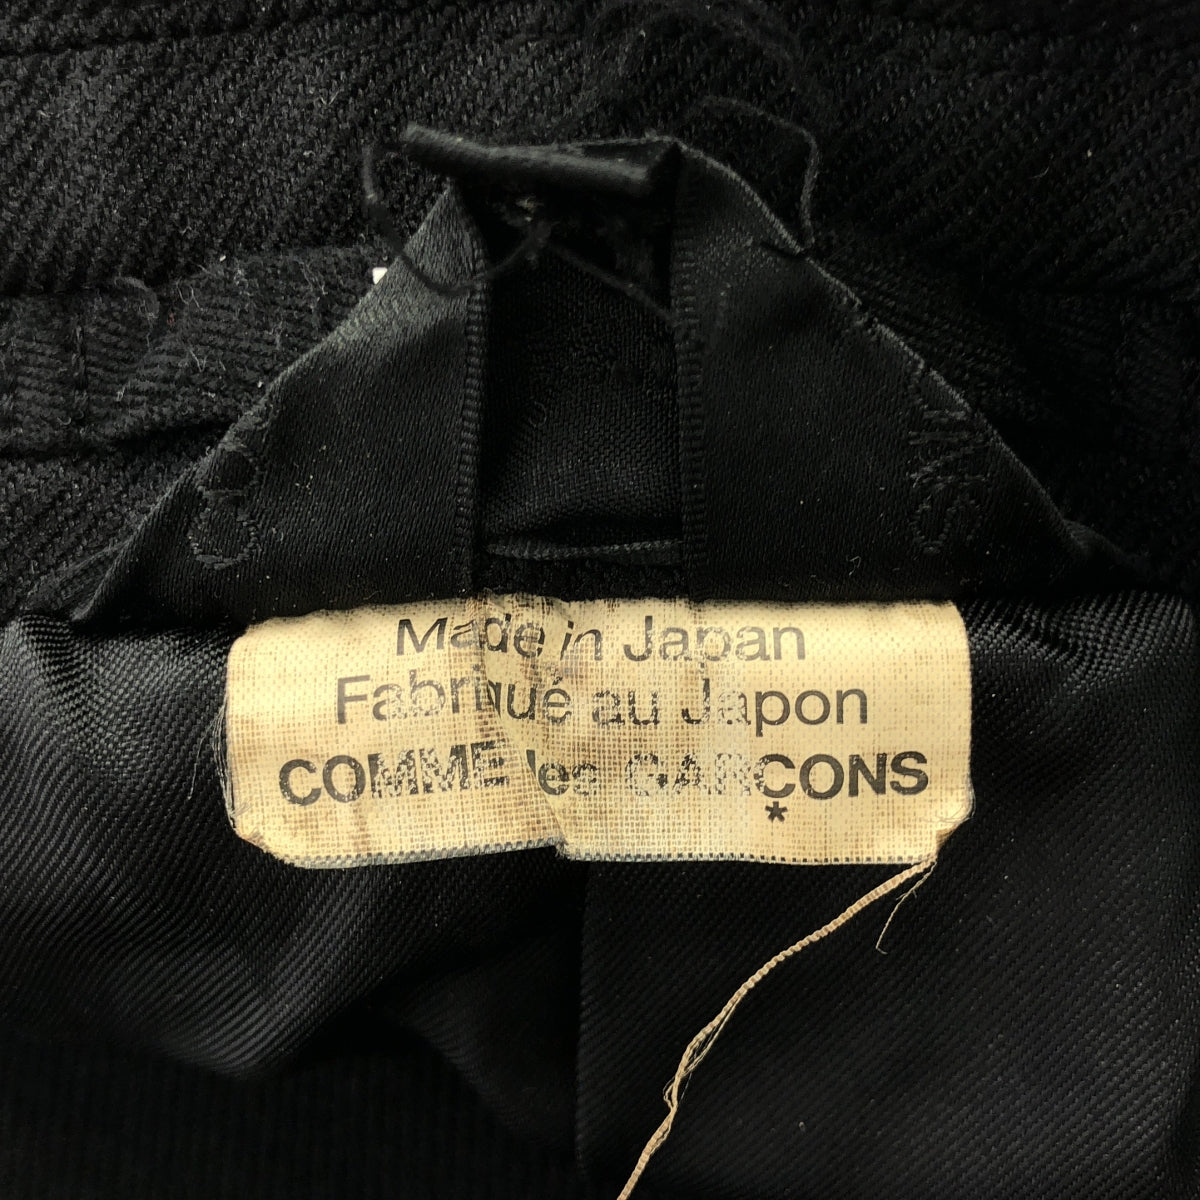 Made in Japan
Fabriqué au Japon
COMME des GARÇONS
*